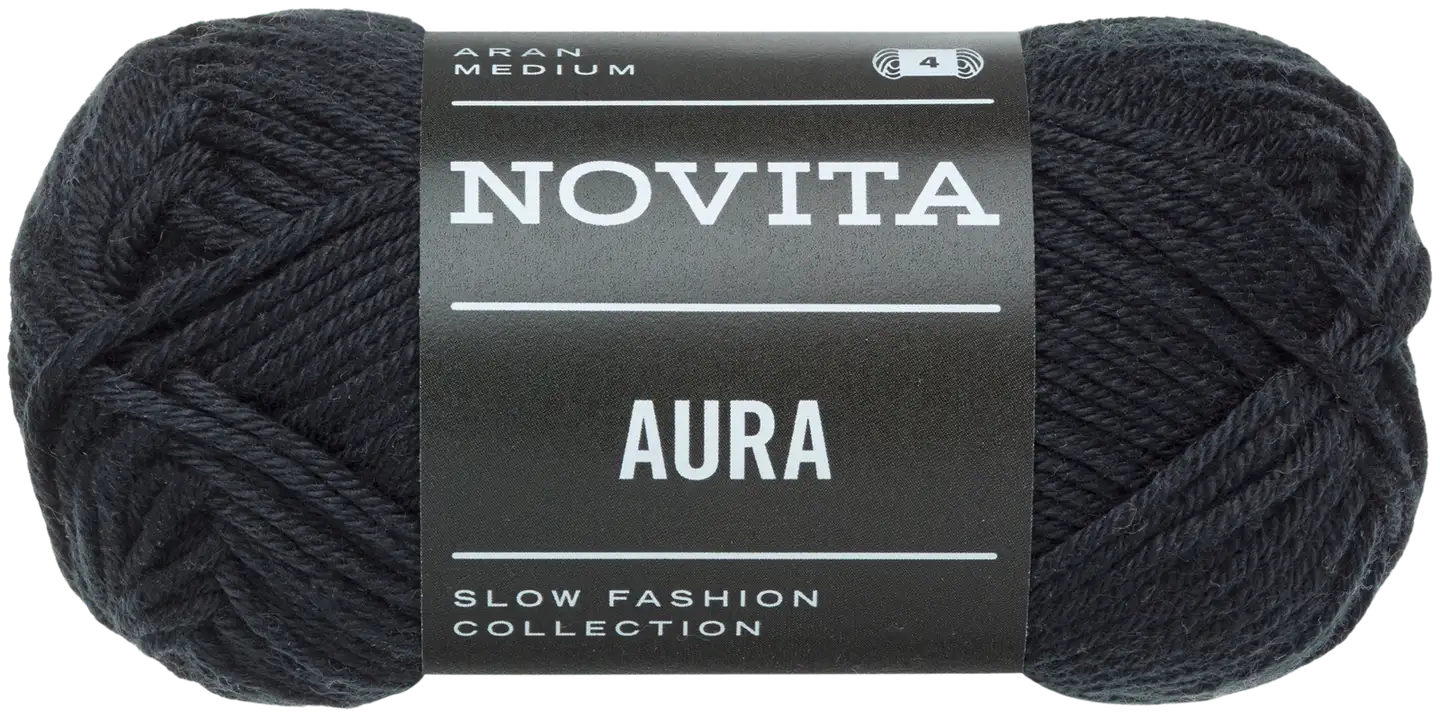 ARAN
MEDIUM
4
NOVITA
AURA
SLOW FASHION
COLLECTION